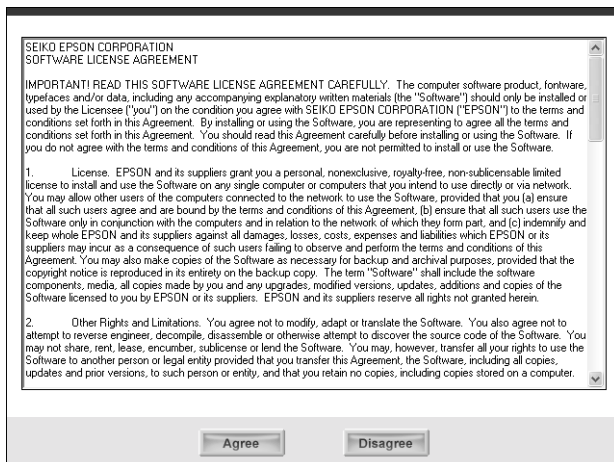 SEIKO EPSON CORPORATION
SOFTWARE LICENSE AGREEMENT
IMPORTANT! READ THIS SOFTWARE LICENSE AGREEMENT CAREFULLY. The computer software product, fontware,
typefaces and/or data, including any accompanying explanatory written materials (the "Software") should only be installed or
used by the Licensee ("you") on the condition you agree with SEIKO EPSON CORPORATION ("EPSON") to the terms and
conditions set forth in this Agreement. By installing or using the Software, you are representing to agree all the terms and
conditions set forth in this Agreement. You should read this Agreement carefully before installing or using the Software. If
you do not agree with the terms and conditions of this Agreement, you are not permitted to install or use the Software.
1. License. EPSON and its suppliers grant you a personal, nonexclusive, royalty-free, non-sublicensable limited
license to install and use the Software on any single computer or computers that you intend to use directly or via network.
You may allow other users of the computers connected to the network to use the Software, provided that you (a) ensure
that all such users agree and are bound by the terms and conditions of this Agreement, (b) ensure that all such users use the
Software only in conjunction with the computers and in relation to the network of which they form part, and (c) indemnify and
keep whole EPSON and its suppliers against all damages, losses, costs, expenses and liabilities which EPSON or its
suppliers may incur as a consequence of such users failing to observe and perform the terms and conditions of this
Agreement. You may also make copies of the Software as necessary for backup and archival purposes, provided that the
copyright notice is reproduced in its entirety on the backup copy. The term "Software" shall include the software
components, media, all copies made by you and any upgrades, modified versions, updates, additions and copies of the
Software licensed to you by EPSON or its suppliers. EPSON and its suppliers reserve all rights not granted herein.
2. Other Rights and Limitations. You agree not to modify, adapt or translate the Software. You also agree not to
attempt to reverse engineer, decompile, disassemble or otherwise attempt to discover the source code of the Software. You
may not share, rent, lease, encumber, sublicense or lend the Software. You may, however, transfer all your rights to use the
Software to another person or legal entity provided that you transfer this Agreement, the Software, including all copies,
updates and prior versions, to such person or entity, and that you retain no copies, including copies stored on a computer.
Agree Disagree